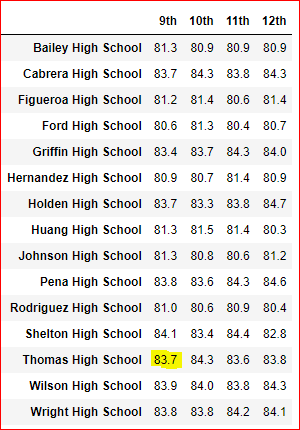 9th 10th 11th 12th
Bailey High School 81.3 80.9 80.9 80.9
Cabrera High School 83.7 84.3 83.8 84.3
Figueroa High School 81.2 81.4 80.6 81.4
Ford High School 80.6 81.3 80.4 80.7
Griffin High School 83.4 83.7 84.3 84.0
Hernandez High School 80.9 80.7 81.4 80.9
Holden High School 83.7 83.3 83.8 84.7
Huang High School 81.3 81.5 81.4 80.3
Johnson High School 81.3 80.8 80.6 81.2
Pena High School 83.8 83.6 84.3 84.6
Rodriguez High School 81.0 80.6 80.9 80.4
Shelton High School 84.1 83.4 84.4 82.8
Thomas High School 83.7 84.3 83.6 83.8
Wilson High School 83.9 84.0 83.8 84.3
Wright High School 83.8 83.8 84.2 84.1